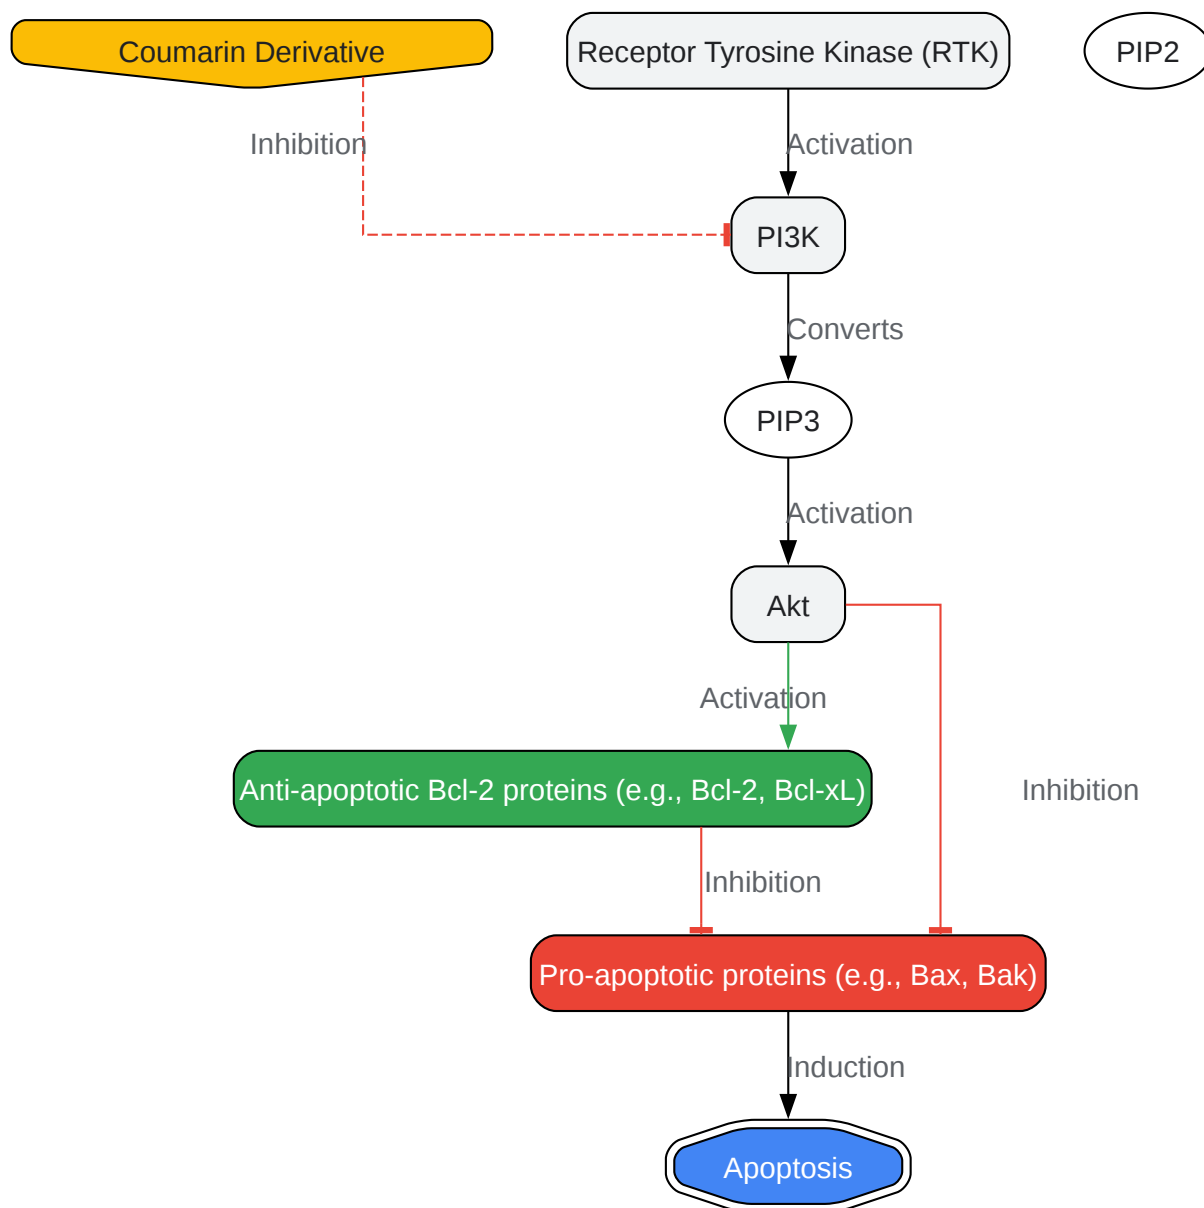 Coumarin Derivative
Receptor Tyrosine Kinase (RTK)
PIP2
Inhibition
Activation
PI3K
Converts
PIP3
Activation
Akt
Activation
Anti-apoptotic Bcl-2 proteins (e.g., Bcl-2, Bcl-xL)
Inhibition
Inhibition
Pro-apoptotic proteins (e.g., Bax, Bak)
Induction
Apoptosis